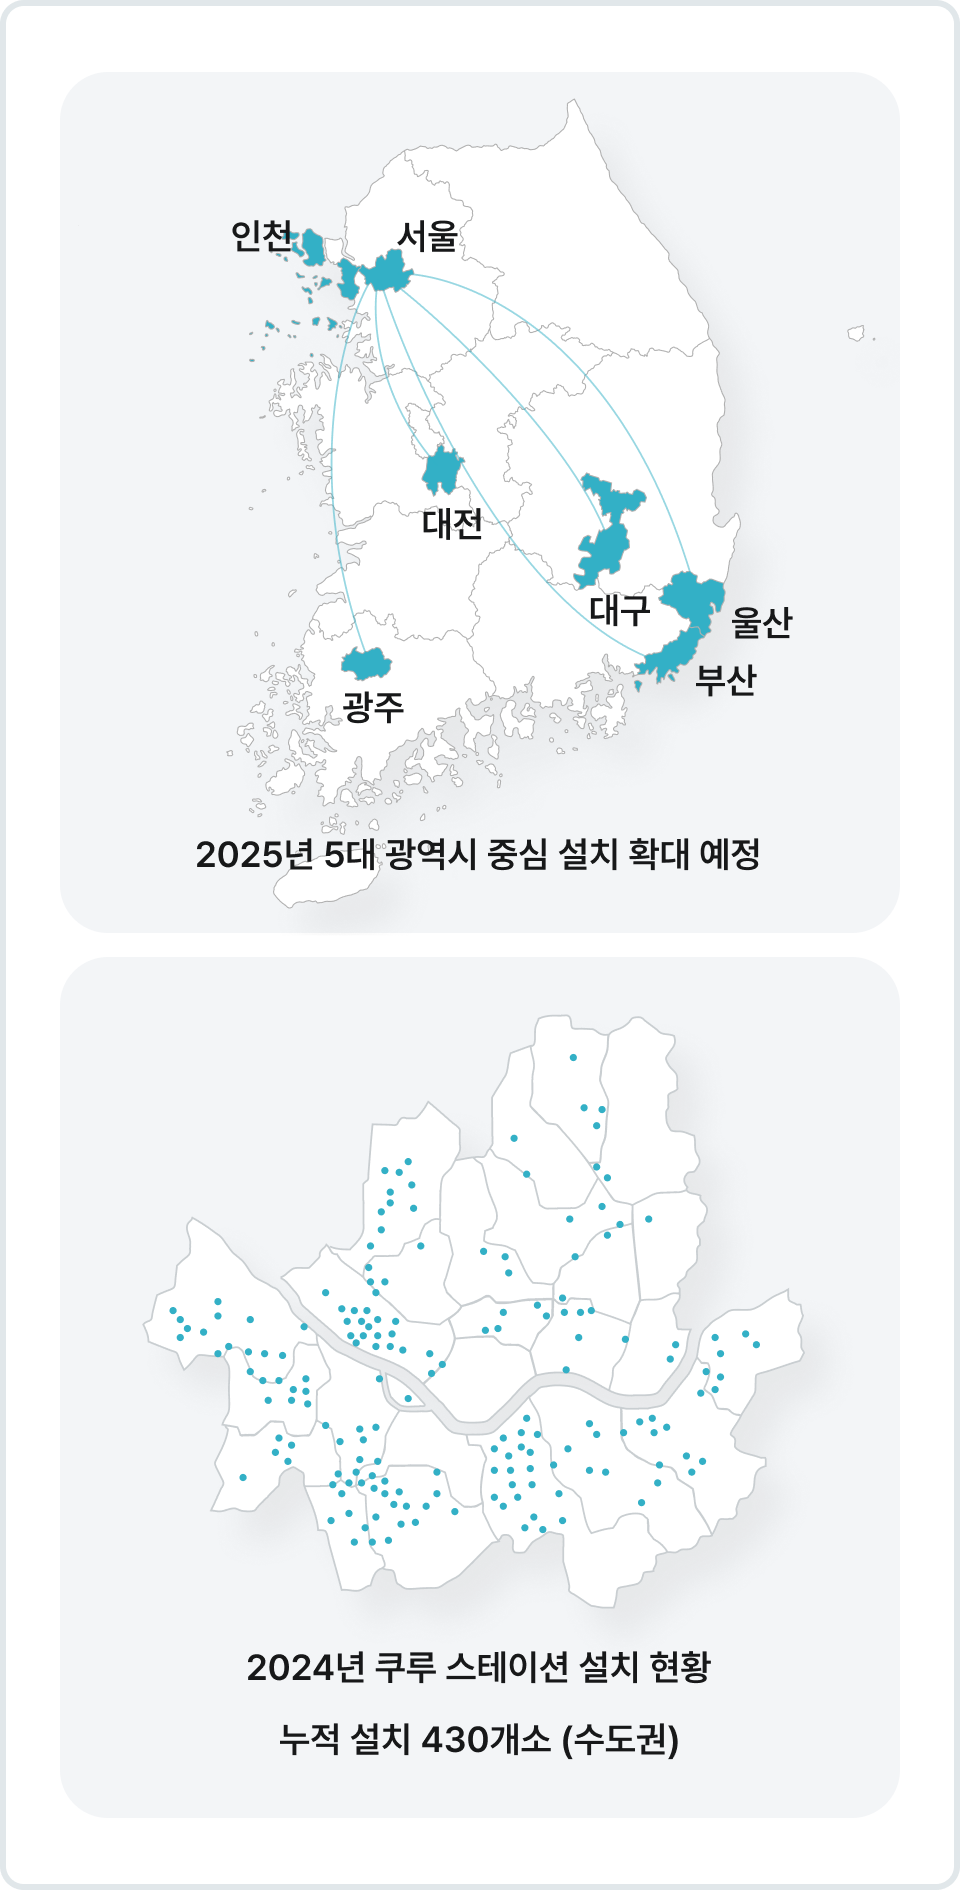 인천
서울
대전
대구
울산
부산
광주
2025년 5대 광역시 중심 설치 확대 예정
2024년 쿠루 스테이션 설치 현황
누적 설치 430개소 (수도권)